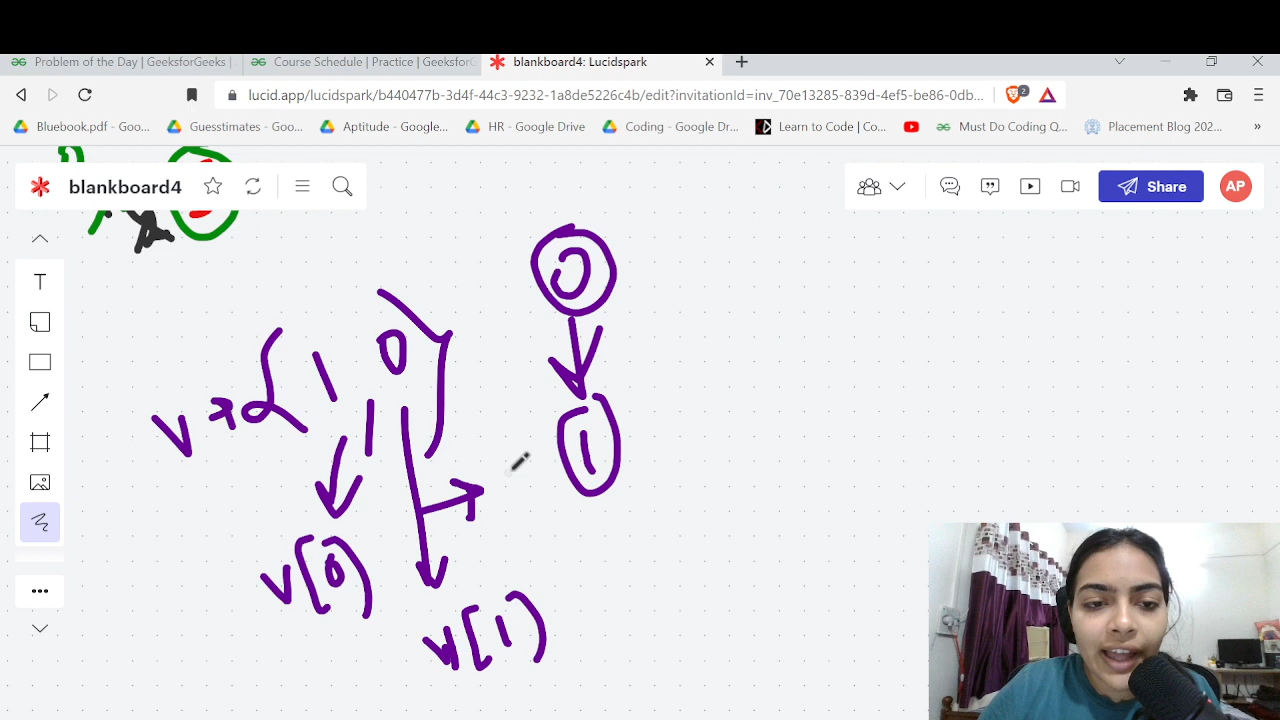 Problem of the Day | GeeksforGeeks |
Course Schedule | Practice | GeeksforG
blankboard4: Lucidspark
lucid.app/lucidspark/b440477b-3d4f-44c3-9232-1a8de5226c4b/edit?invitationId=inv_70e13285-839d-4ef5-be86-0db...
2
Bluebook.pdf - Goo...
Guestimates - Goo...
Aptitude - Google...
HR - Google Drive
Coding - Google Dr...
Learn to Code | Co...
Must Do Coding Q...
Placement Blog 202...
»
blankboard4
Share
AP
T
0
v → { 1 , 0 }
1
v[0]
v[1]